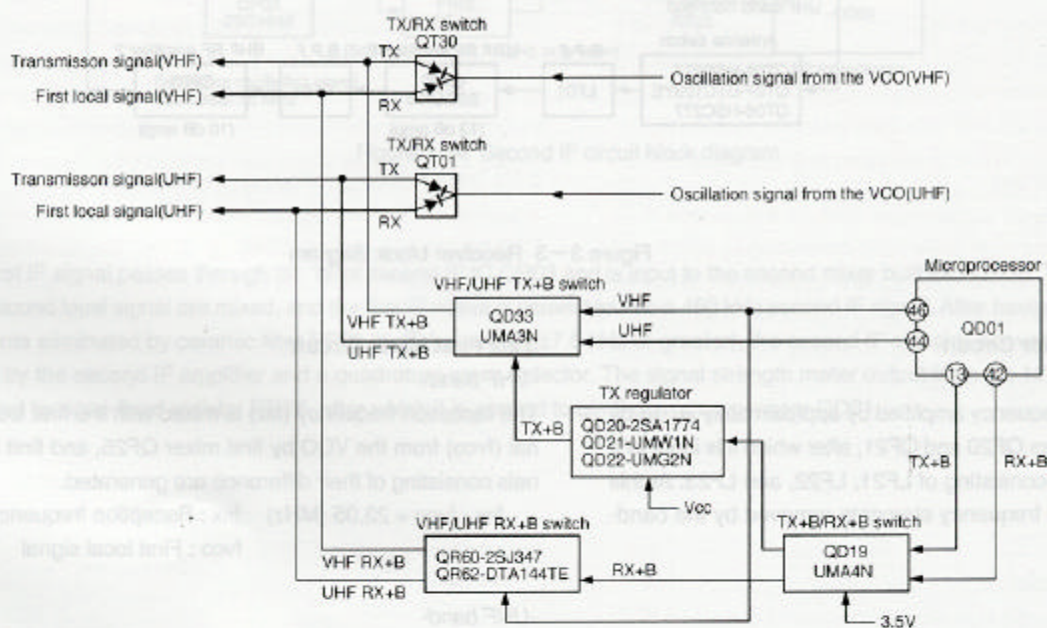 TX/RX switch
QT30
TX
RX
Transmisson signal(VHF)
First local signal(VHF)
Oscillation signal from the VCO(VHF)
TX/RX switch
QT01
TX
RX
Transmisson signal(UHF)
First local signal(UHF)
Oscillation signal from the VCO(UHF)
Microprocessor
QD01
46
44
13
42
VHF/UHF TX+B switch
QD33
UMA3N
VHF
UHF
VHF TX+B
UHF TX+B
TX regulator
TX+B
QD20-2SA1774
QD21-UMW1N
QD22-UMG2N
Vcc
TX+B
RX+B
TX+B/RX+B switch
QD19
UMA4N
3.5V
VHF/UHF RX+B switch
QR60-2SJ347
QR62-DTA144TE
RX+B
VHF RX+B
UHF RX+B